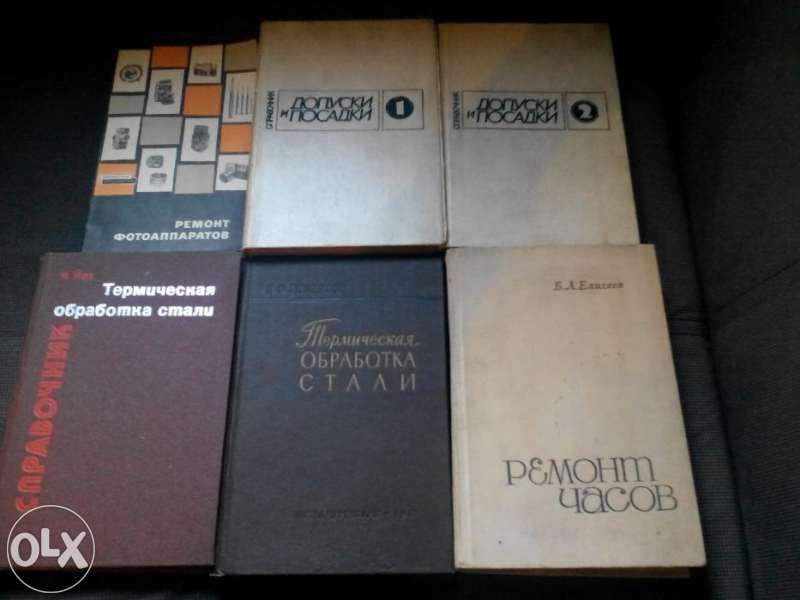 РЕМОНТ
ФОТОАППАРАТОВ
СПРАВОЧНИК
ДОПУСКИ
И ПОСАДКИ
1
СПРАВОЧНИК
ДОПУСКИ
И ПОСАДКИ
2
Термическая
обработка стали
СПРАВОЧНИК
Термическая
ОБРАБОТКА
СТАЛИ
Б.Л.Елисеев
РЕМОНТ
ЧАСОВ
OLX